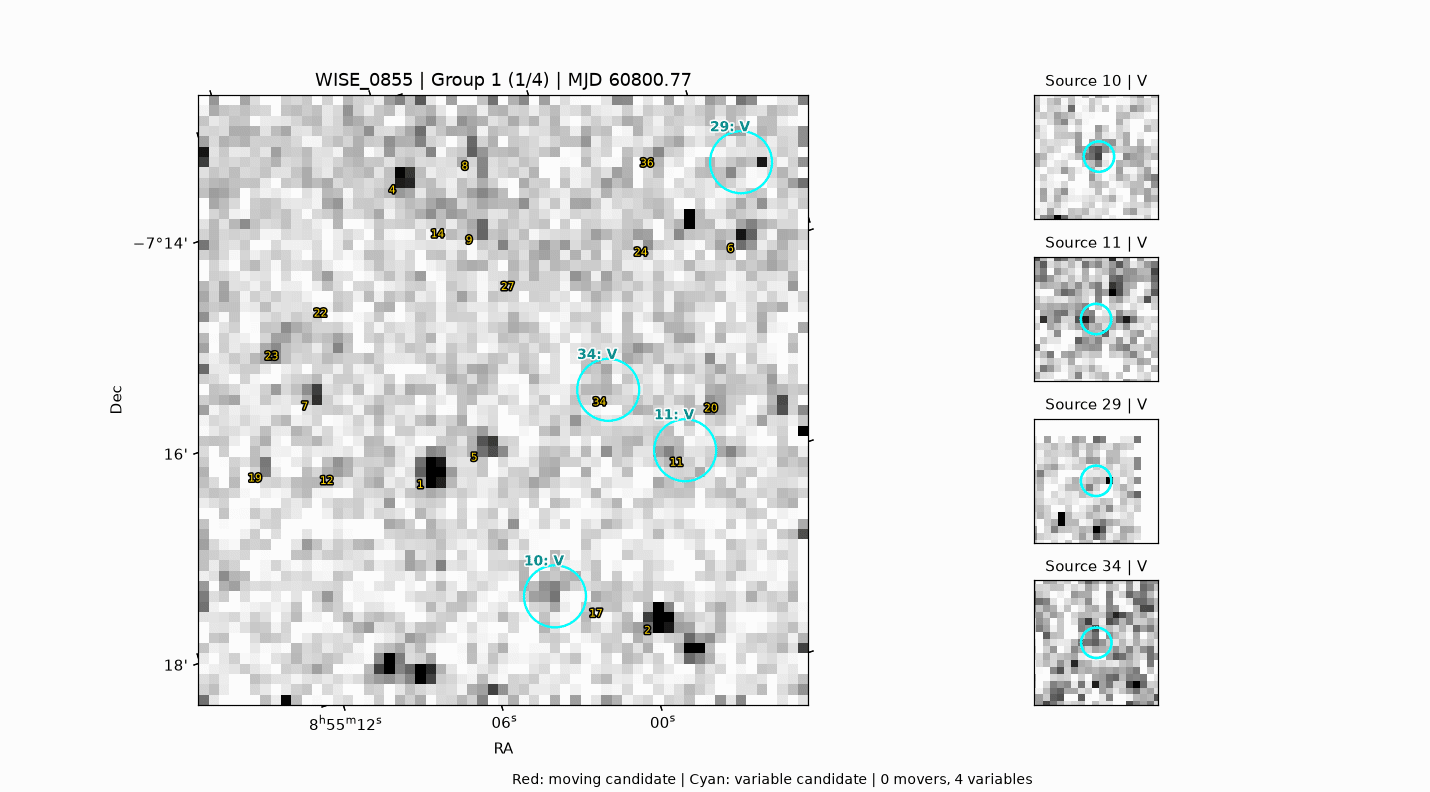 WISE_0855 | Group 1 (1/4) | MJD 60800.77
Source 10 | V
29: V
36
8
4
14
9
24
6
−7°14'
Source 11 | V
27
22
23
34: V
34
20
7
11: V
Dec
Source 29 | V
16'
5
11
19
12
1
10: V
Source 34 | V
17
2
18'
8ʰ55ᵐ12ˢ
06ˢ
00ˢ
RA
Red: moving candidate | Cyan: variable candidate | 0 movers, 4 variables